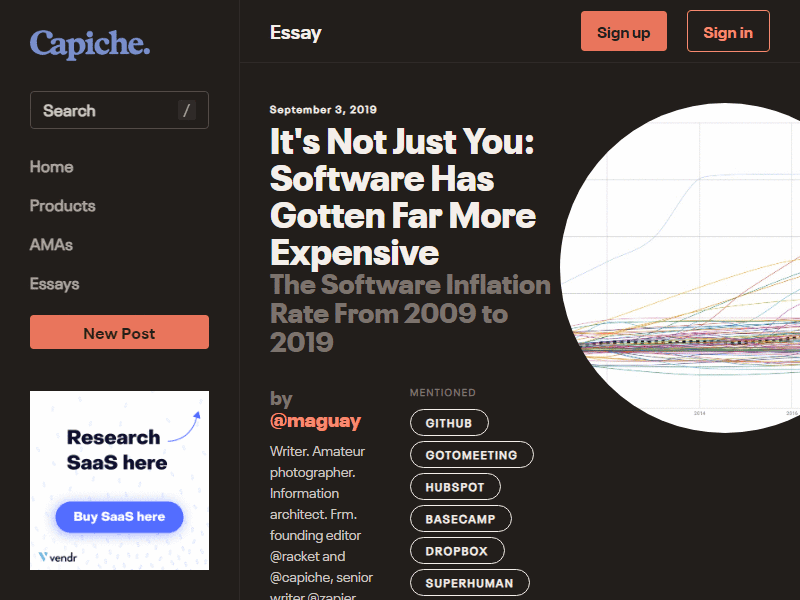 Capiche.
Search /
Home
Products
AMAs
Essays
New Post
Research
SaaS here
Buy SaaS here
vendr
Essay
Sign up
Sign in
September 3, 2019
It's Not Just You:
Software Has
Gotten Far More
Expensive
The Software Inflation
Rate From 2009 to
2019
by
@maguay
Writer. Amateur
photographer.
Information
architect. Frm.
founding editor
@racket and
@capiche, senior
writer @zapier
MENTIONED
GITHUB
GOTOMEETING
HUBSPOT
BASECAMP
DROPBOX
SUPERHUMAN
2014